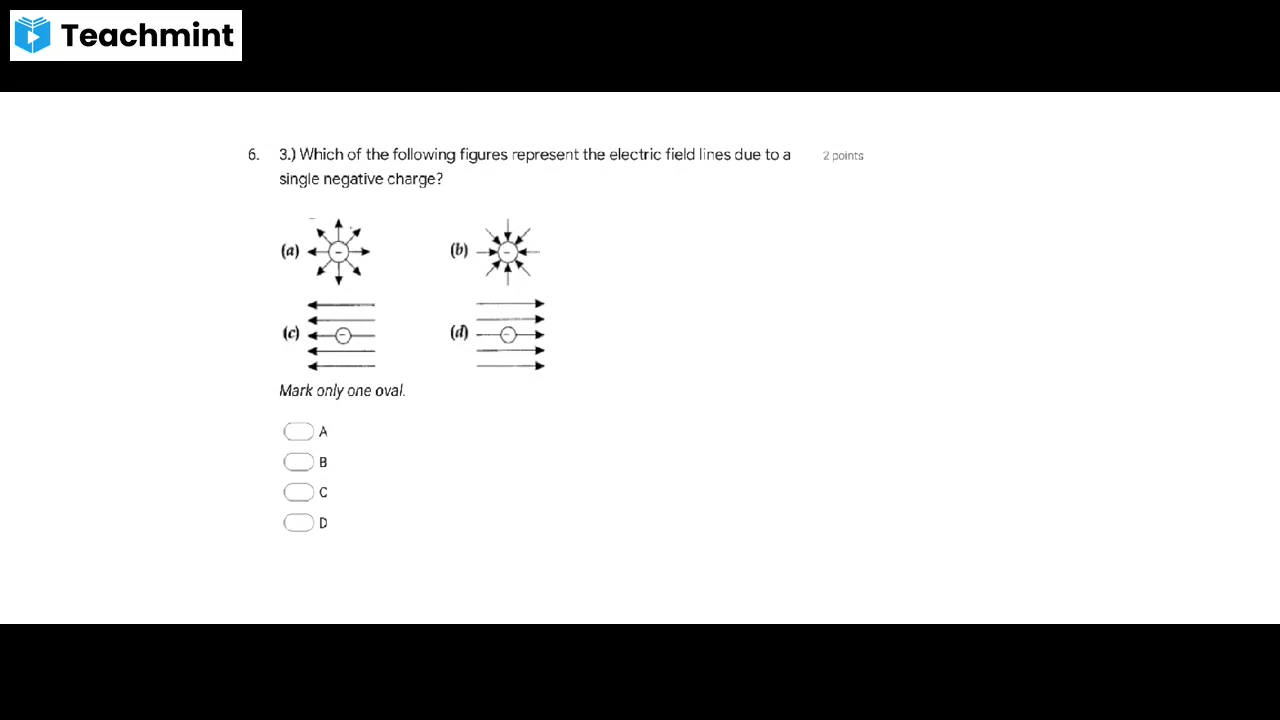 Teachmint
6. 3.) Which of the following figures represent the electric field lines due to a 2 points
single negative charge?
(a) (b)
(c) (d)
Mark only one oval.
A
B
C
D